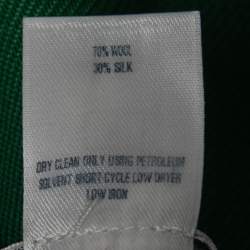 70% WOOL
30% SILK
DRY CLEAN ONLY USING PETROLEUM
SOLVENT SHORT CYCLE LOW DRYER
LOW IRON